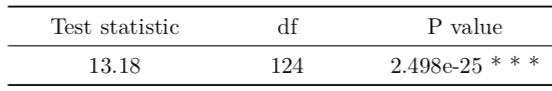 Test statistic df P value
13.18 124 2.498e-25 * * *